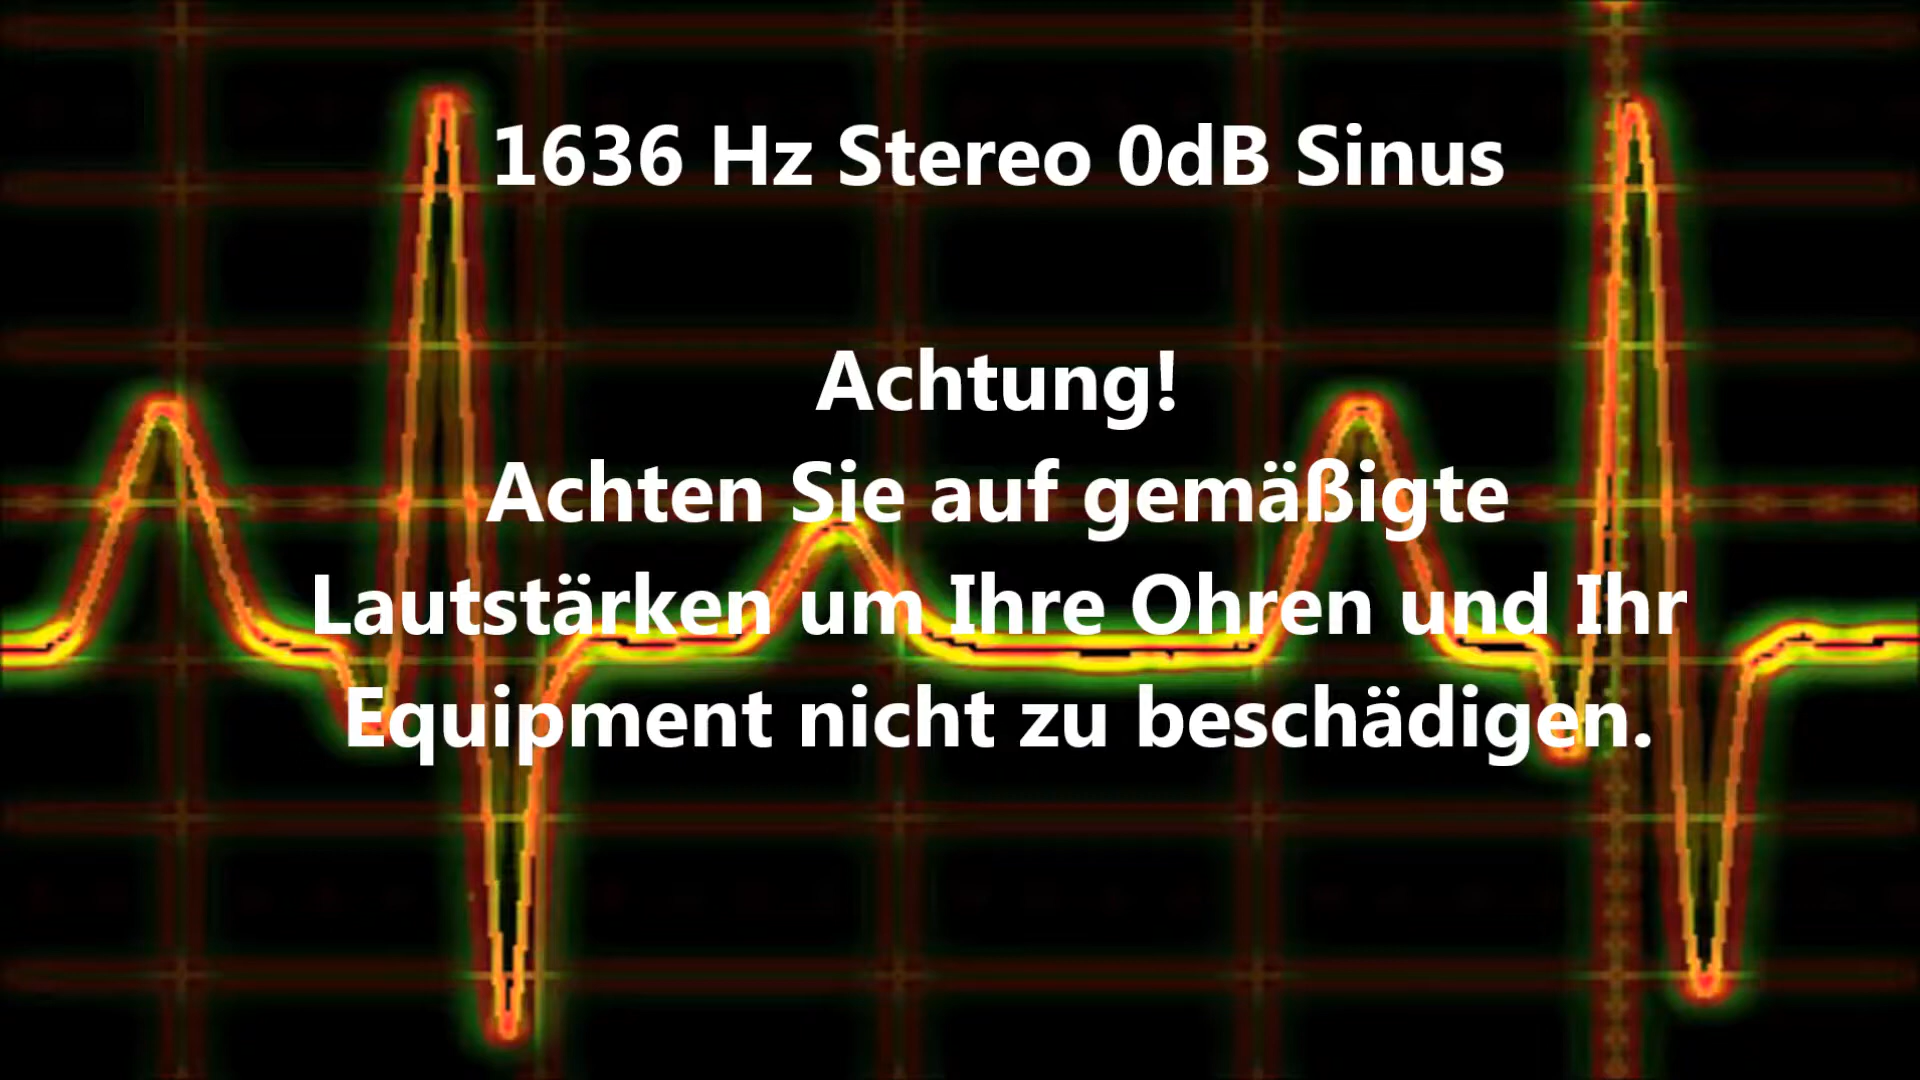 1636 Hz Stereo 0dB Sinus
Achtung!
Achten Sie auf gemäßigte
Lautstärken um Ihre Ohren und Ihr
Equipment nicht zu beschädigen.